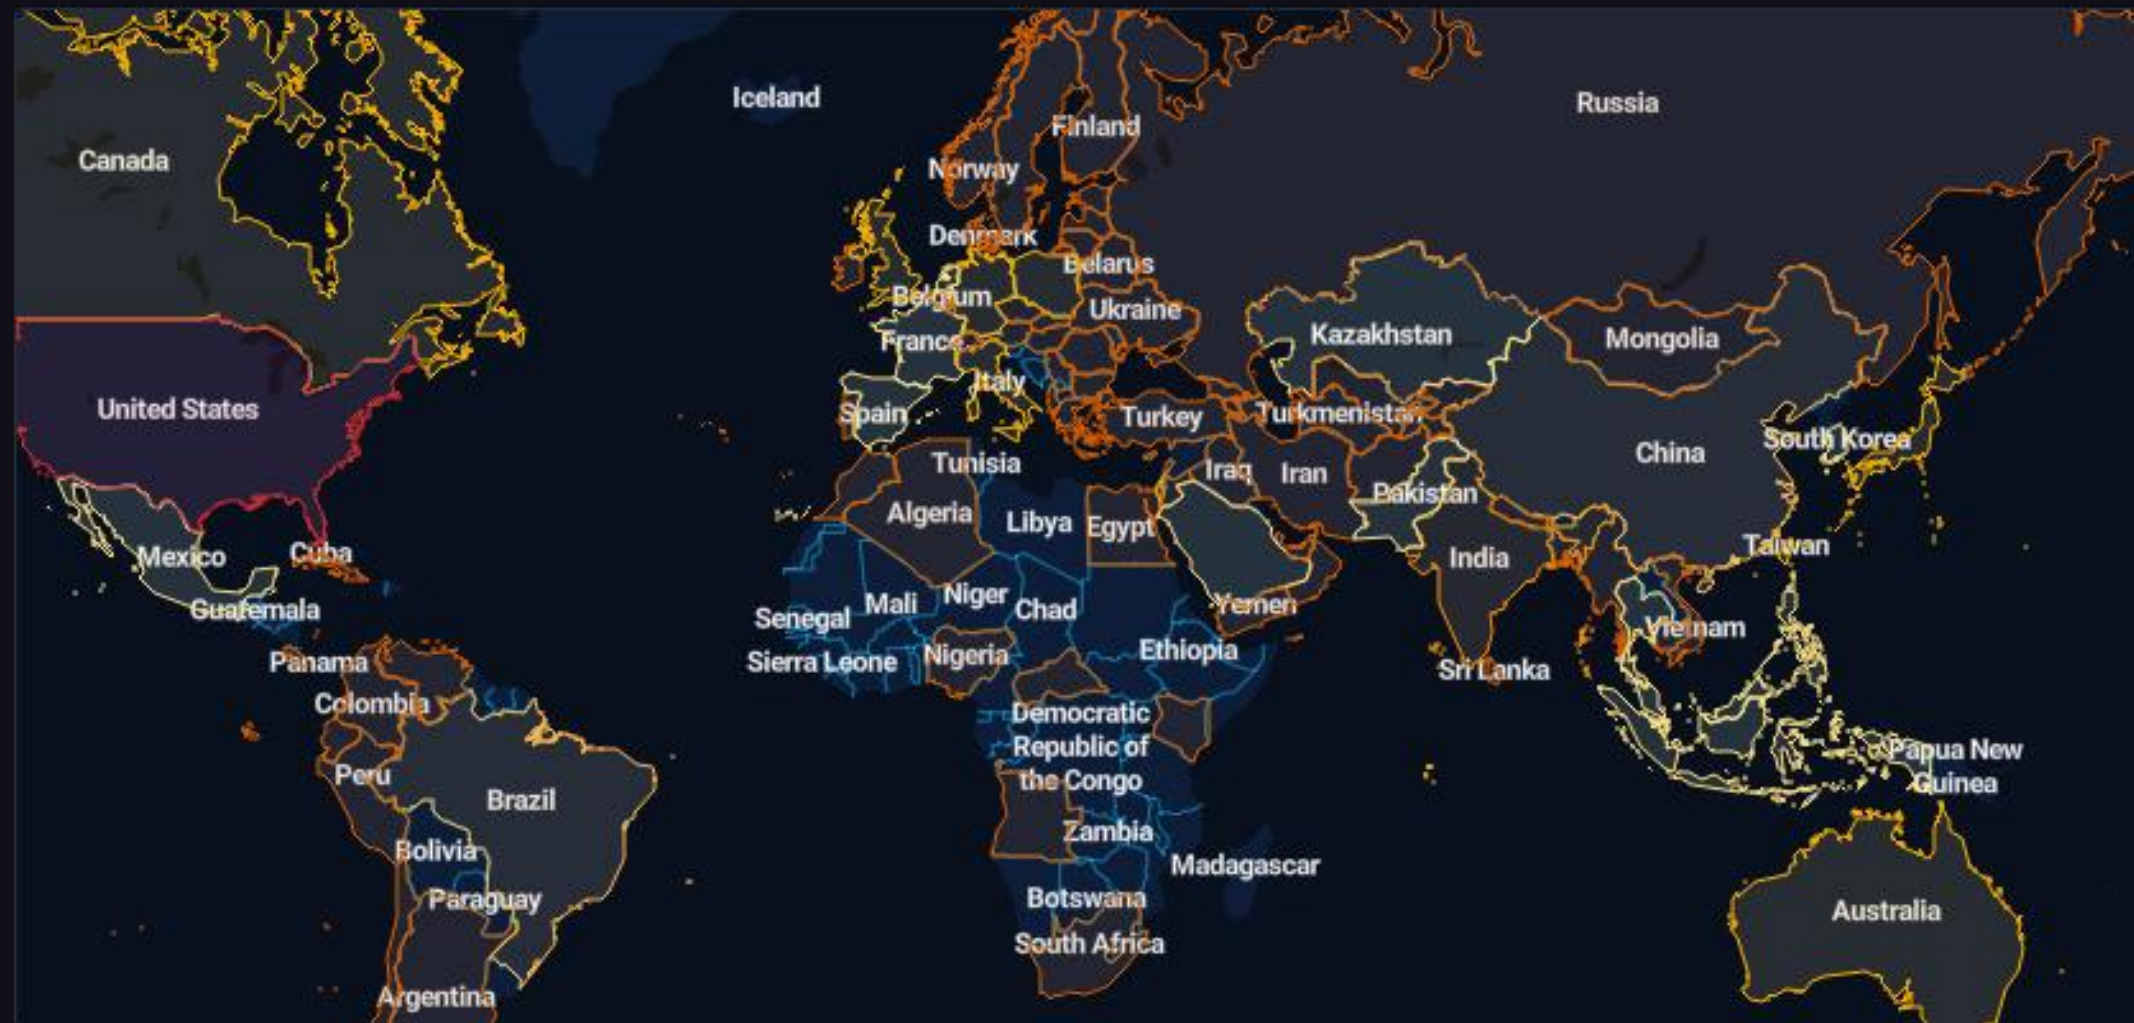 Iceland
Russia
Finland
Canada
Norway
Denmark
Belarus
Belgium
Ukraine
Kazakhstan
Mongolia
France
Italy
United States
Spain
Turkey
Turkmenistan
South Korea
China
Tunisia
Iraq
Iran
Pakistan
Algeria
Libya
Egypt
Taiwan
Mexico
Cuba
India
Niger
Mali
Chad
Yemen
Guatemala
Senegal
Vietnam
Ethiopia
Nigeria
Panama
Sierra Leone
Sri Lanka
Colombia
Democratic
Republic of
the Congo
Papua New
Guinea
Peru
Brazil
Zambia
Bolivia
Madagascar
Botswana
Paraguay
Australia
South Africa
Argentina